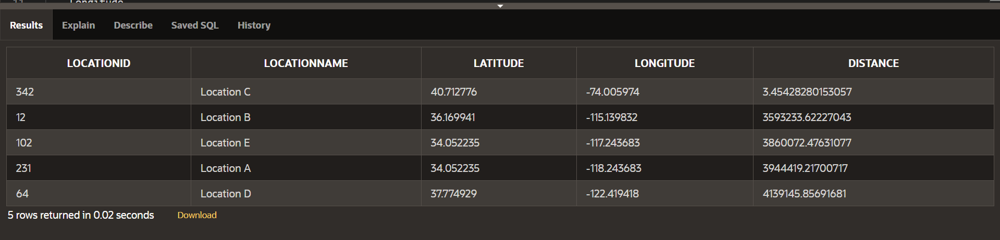 11 Longitude
Results Explain Describe Saved SQL History
LOCATIONID LOCATIONNAME LATITUDE LONGITUDE DISTANCE
342 Location C 40.712776 -74.005974 3.45428280153057
12 Location B 36.169941 -115.139832 3593233.62227043
102 Location E 34.052235 -117.243683 3860072.47631077
231 Location A 34.052235 -118.243683 3944419.21700717
64 Location D 37.774929 -122.419418 4139145.85691681
5 rows returned in 0.02 seconds Download